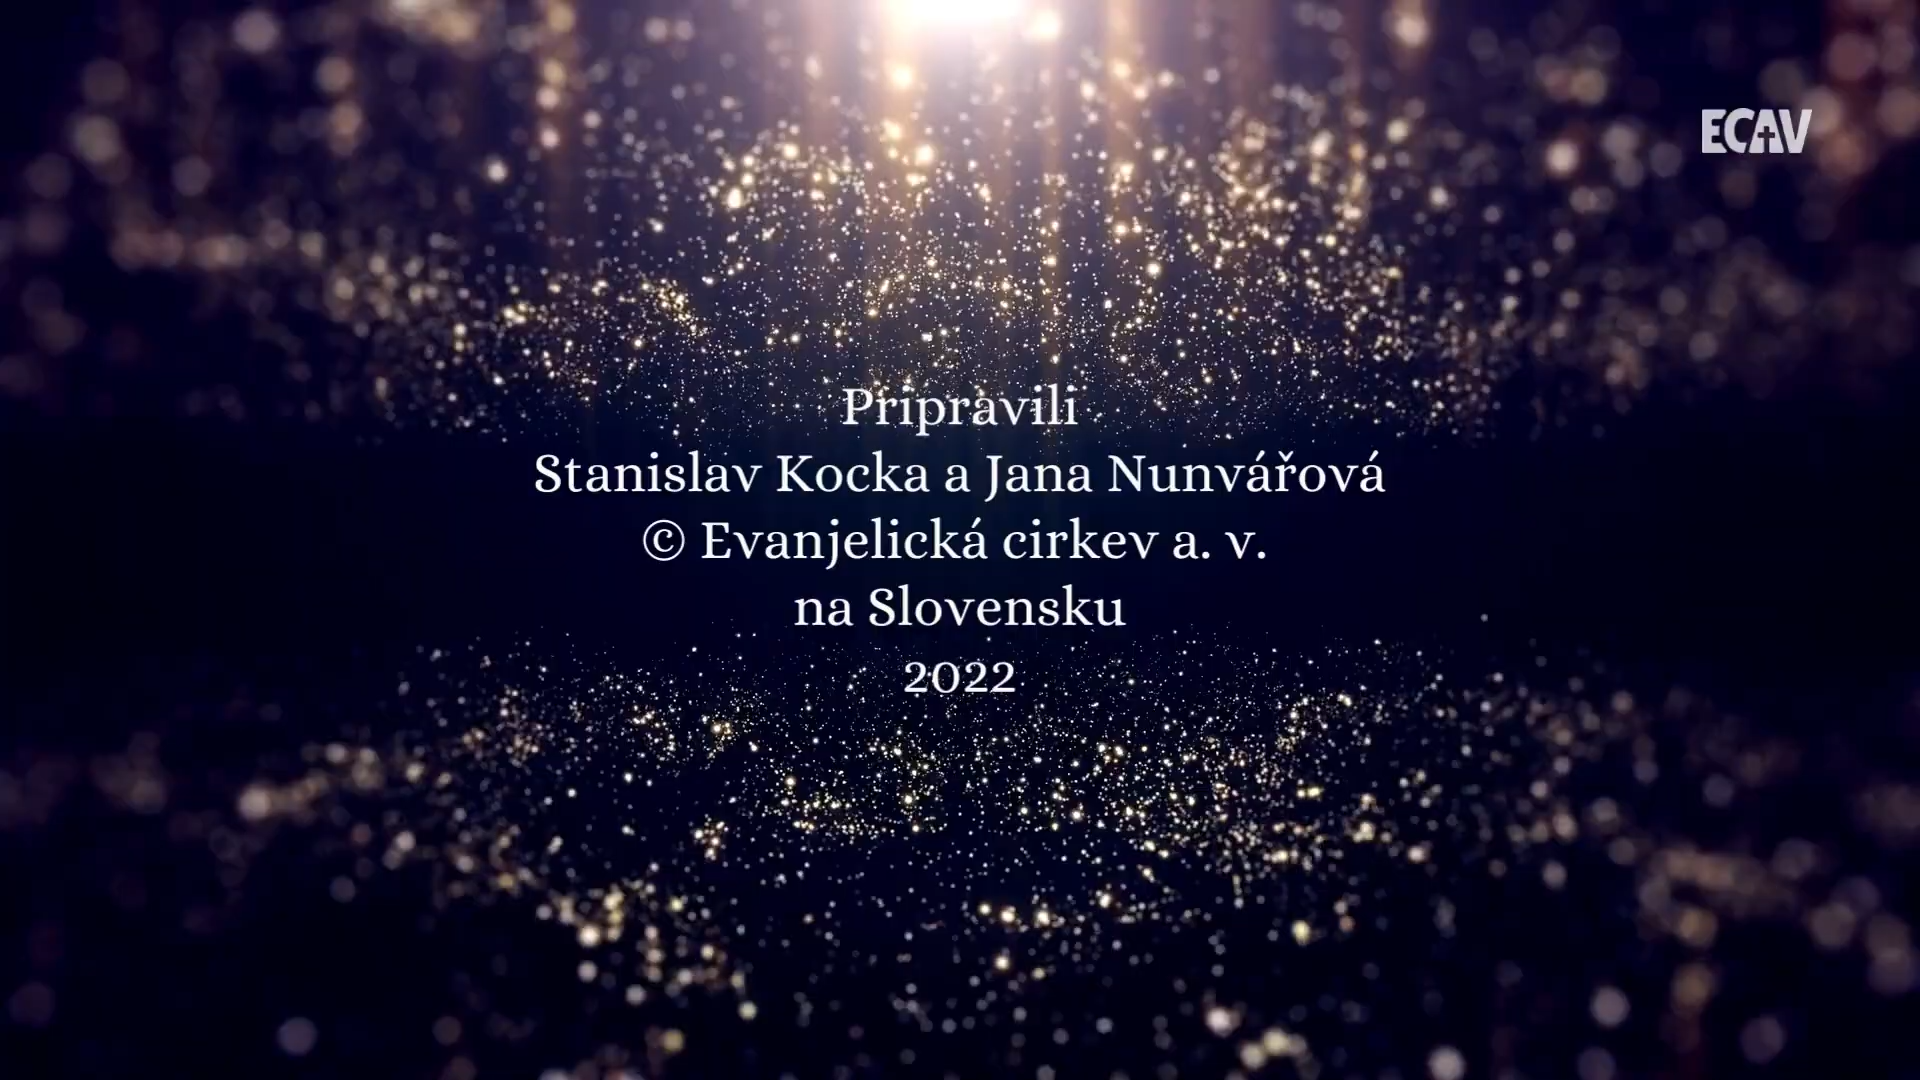 ECAV
Pripravili
Stanislav Kocka a Jana Nunvářová
© Evanjelická cirkev a. v.
na Slovensku
2022